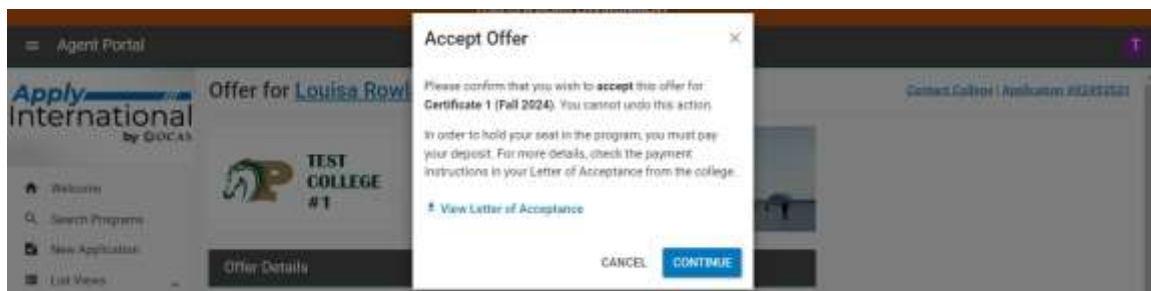 Agent Portal
T
Apply
International
by OCAS
Offer for Louisa Rowl
Contact College | Application
TEST
COLLEGE
#1
Welcome
Search Programs
New Application
List Views
Offer Details
Accept Offer
×
Please confirm that you wish to accept this offer for
Certificate 1 (Fall 2024). You cannot undo this action.
In order to hold your seat in the program, you must pay
your deposit. For more details, check the payment
instructions in your Letter of Acceptance from the college.
View Letter of Acceptance
CANCEL
CONTINUE